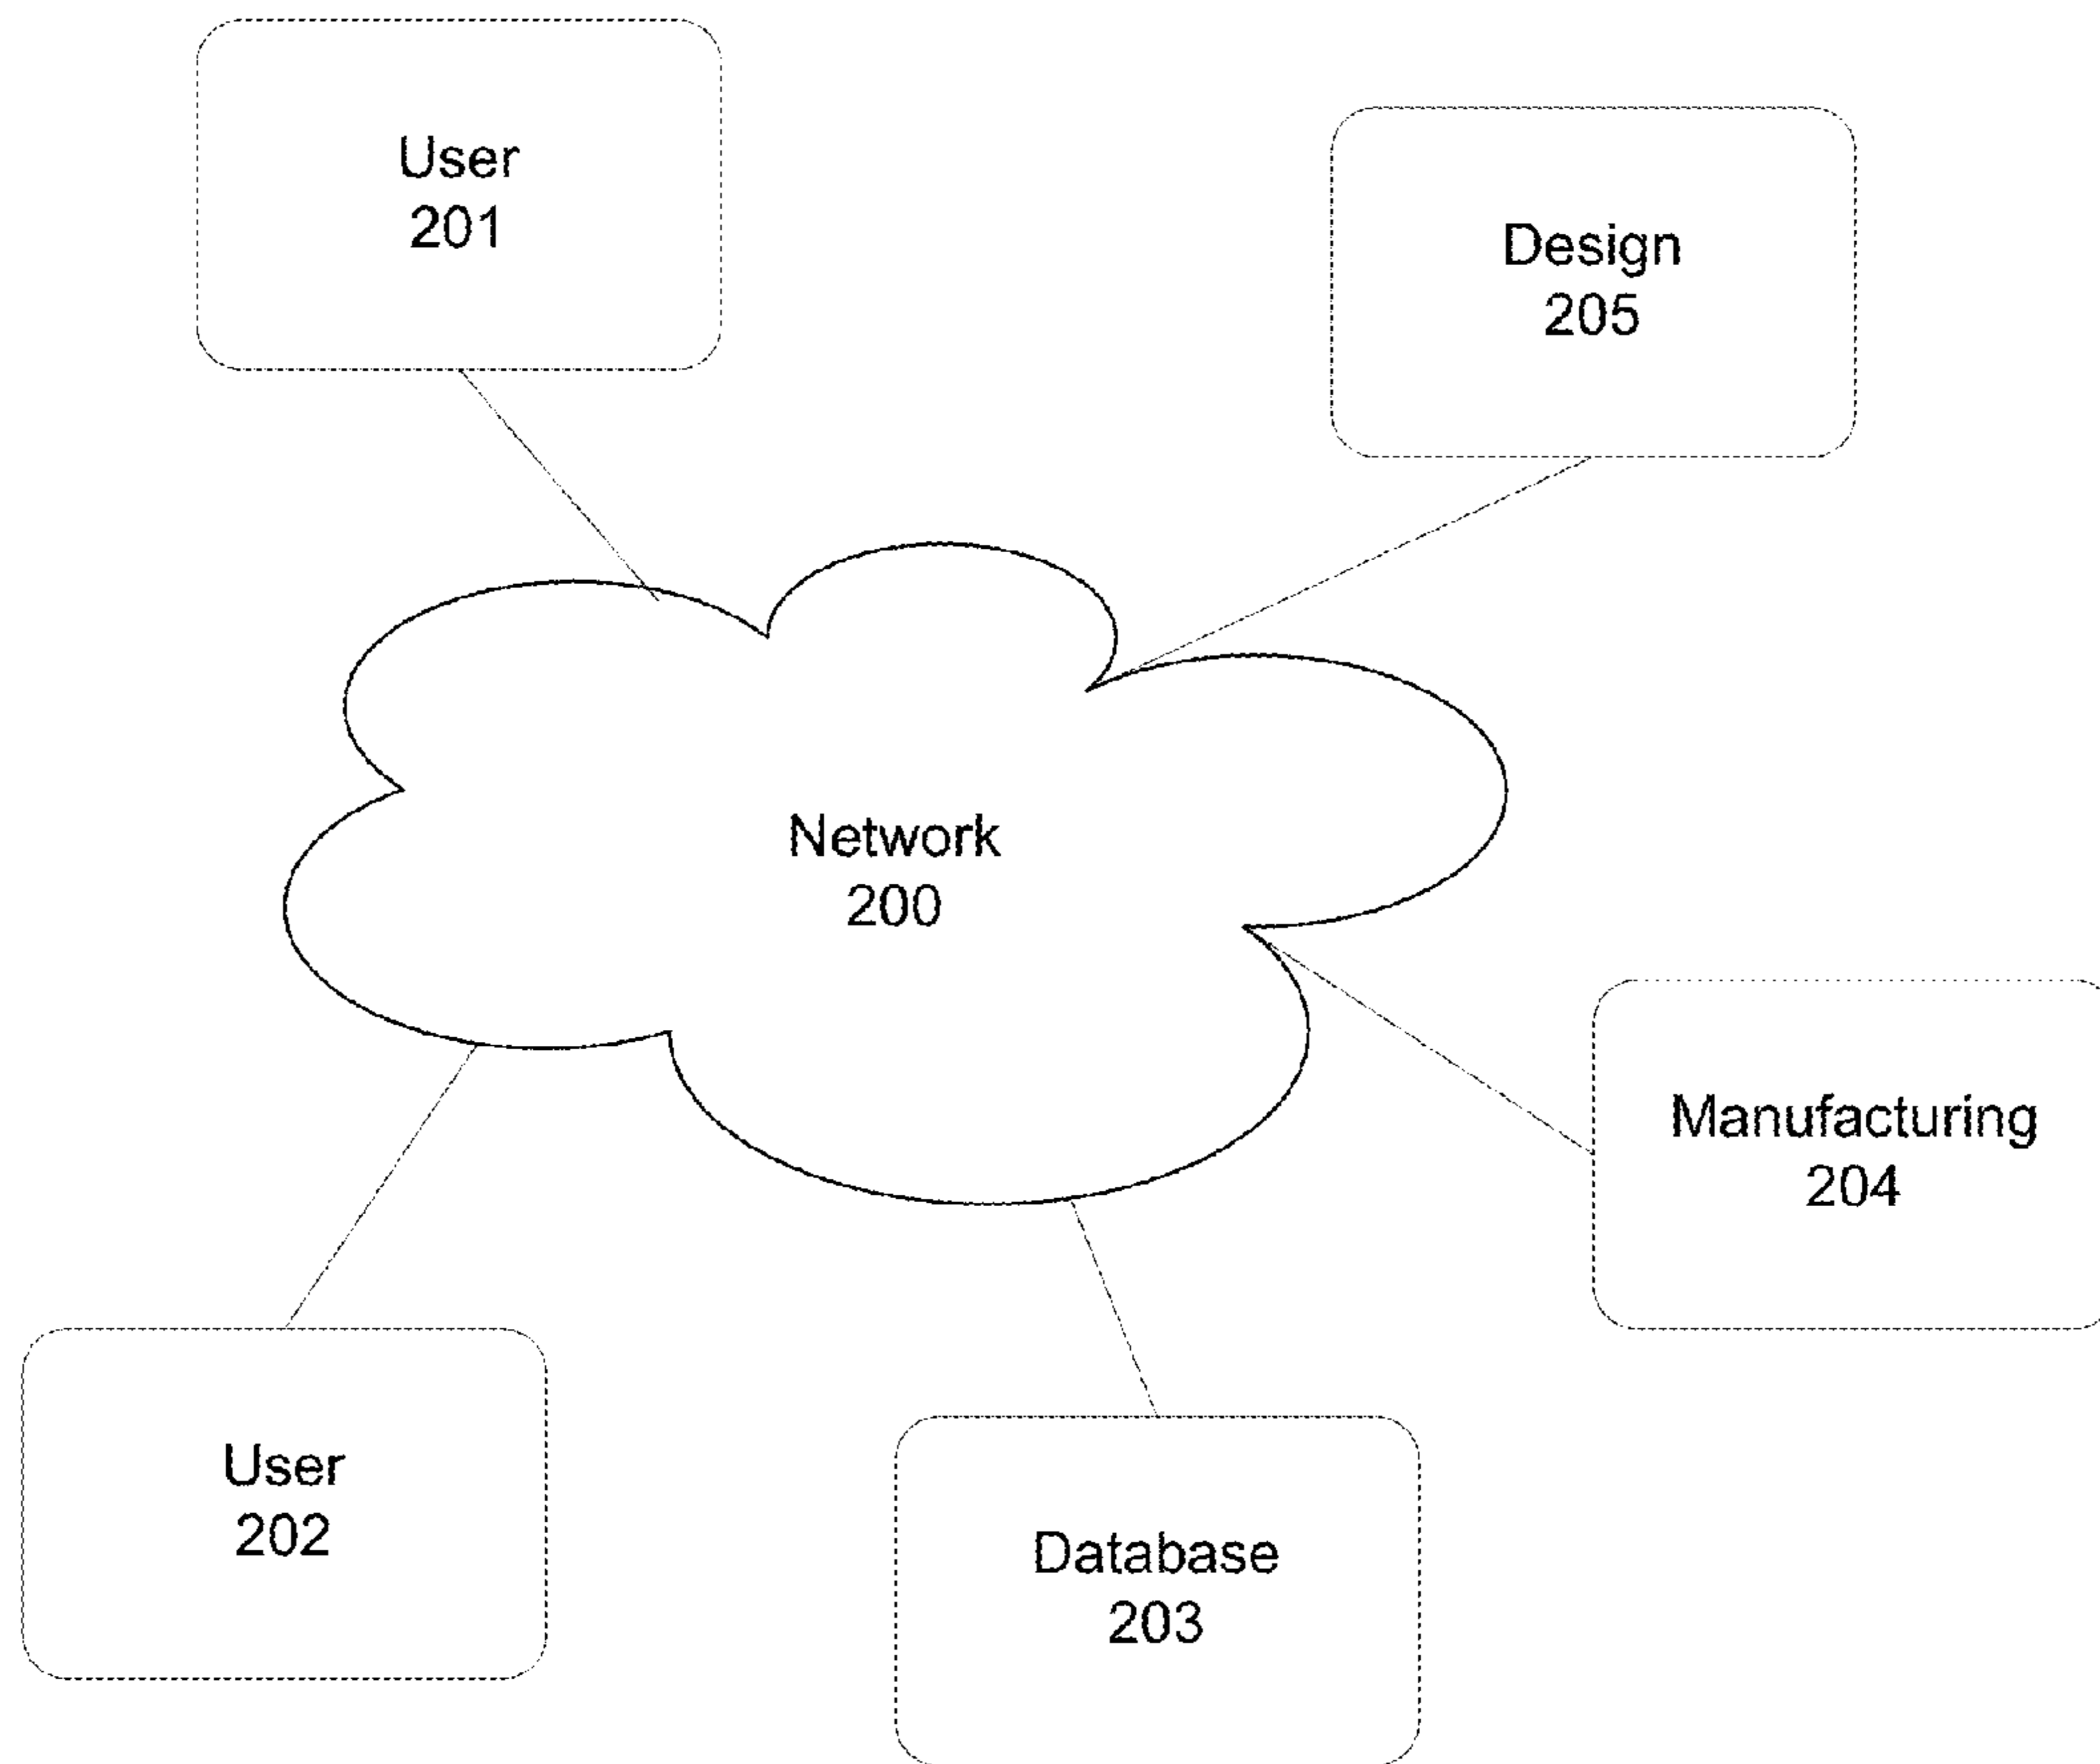 User
201
Design
205
Network
200
Manufacturing
204
User
202
Database
203